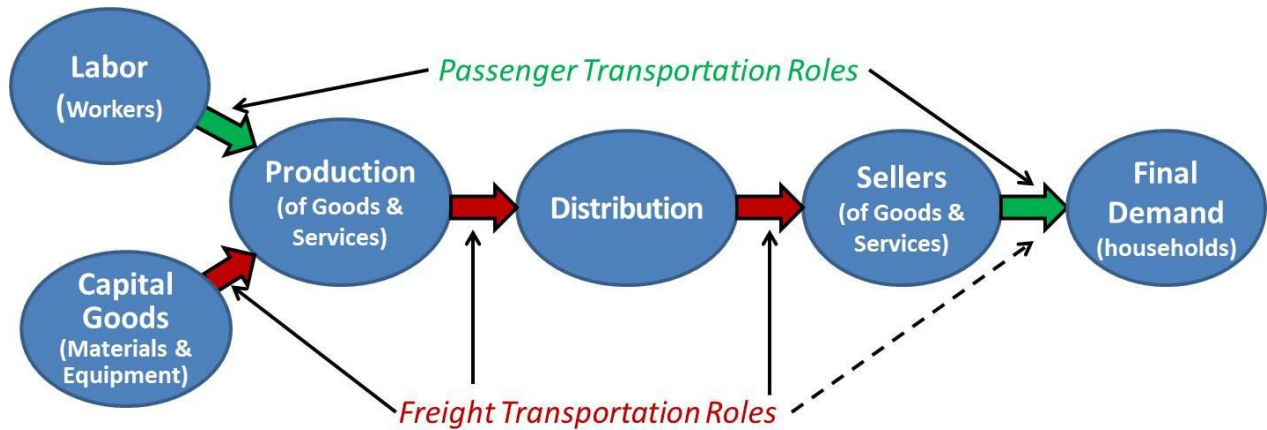 Labor
(Workers)
Passenger Transportation Roles
Production
(of Goods &
Services)
Distribution
Sellers
(of Goods &
Services)
Final
Demand
(households)
Capital
Goods
(Materials &
Equipment)
Freight Transportation Roles